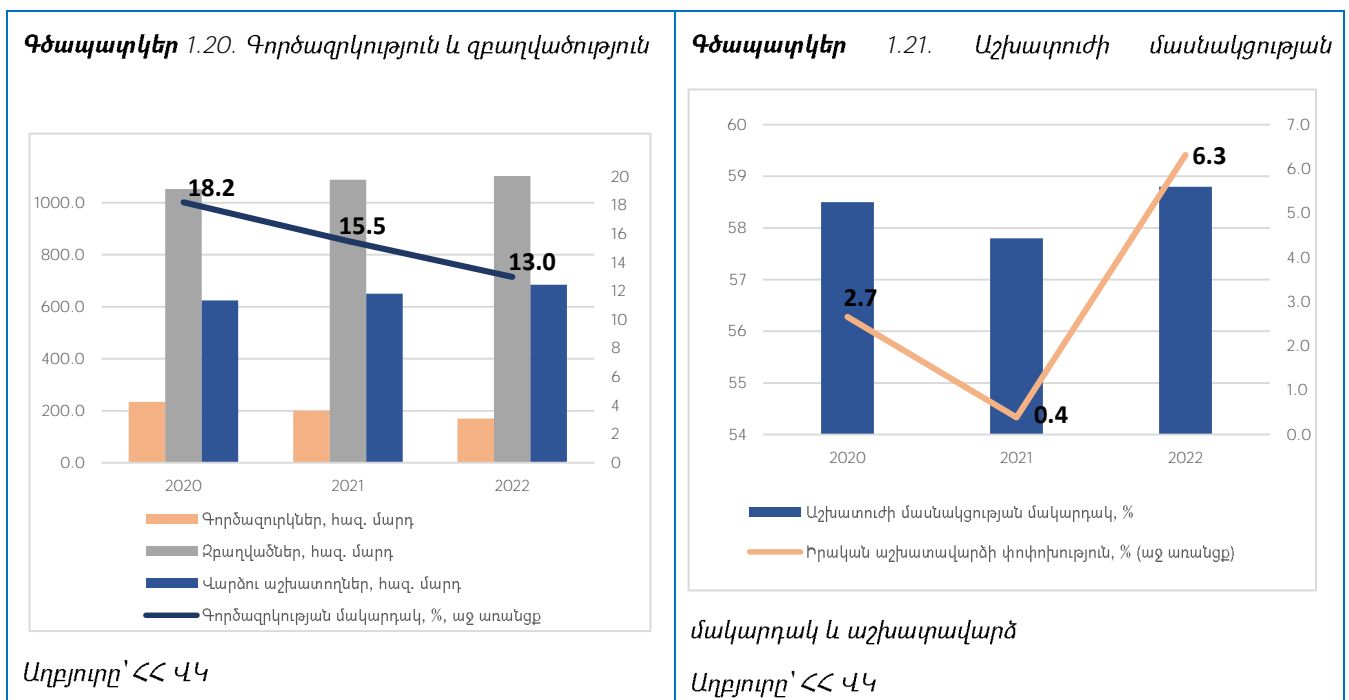 Գծապատկեր 1.20. Գործազրկություն և զբաղվածություն
1000.0
800.0
600.0
400.0
200.0
0.0
20
18
16
14
12
10
8
6
4
2
0
18.2
15.5
13.0
2020 2021 2022
Գործազուրկներ, հազ. մարդ
Զբաղվածներ, հազ. մարդ
Վարձու աշխատողներ, հազ. մարդ
Գործազրկության մակարդակ, %, աջ առանցք
Աղբյուրը՝ ՀՀ ՎԿ
Գծապատկեր 1.21. Աշխատուժի մասնակցության
60
59
58
57
56
55
54
7.0
6.0
5.0
4.0
3.0
2.0
1.0
0.0
2.7
0.4
6.3
2020 2021 2022
Աշխատուժի մասնակցության մակարդակ, %
Իրական աշխատավարձի փոփոխություն, % (աջ առանցք)
մակարդակ և աշխատավարձ
Աղբյուրը՝ ՀՀ ՎԿ